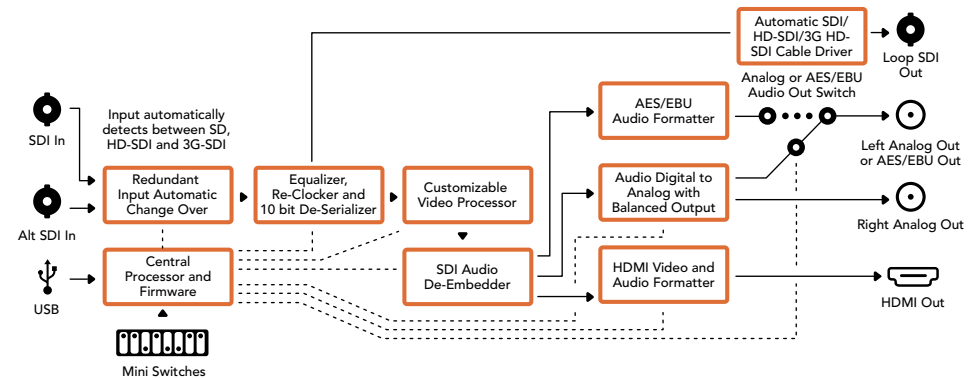 Automatic SDI/
HD-SDI/3G HD-
SDI Cable Driver
Loop SDI
Out
Analog or AES/EBU
Audio Out Switch
SDI In
Input automatically
detects between SD,
HD-SDI and 3G-SDI
AES/EBU
Audio Formatter
Left Analog Out
or AES/EBU Out
Redundant
Input Automatic
Change Over
Equalizer,
Re-Clocker and
10 bit De-Serializer
Customizable
Video Processor
Audio Digital to
Analog with
Balanced Output
Alt SDI In
Right Analog Out
Central
Processor and
Firmware
SDI Audio
De-Embedder
HDMI Video and
Audio Formatter
USB
HDMI Out
Mini Switches